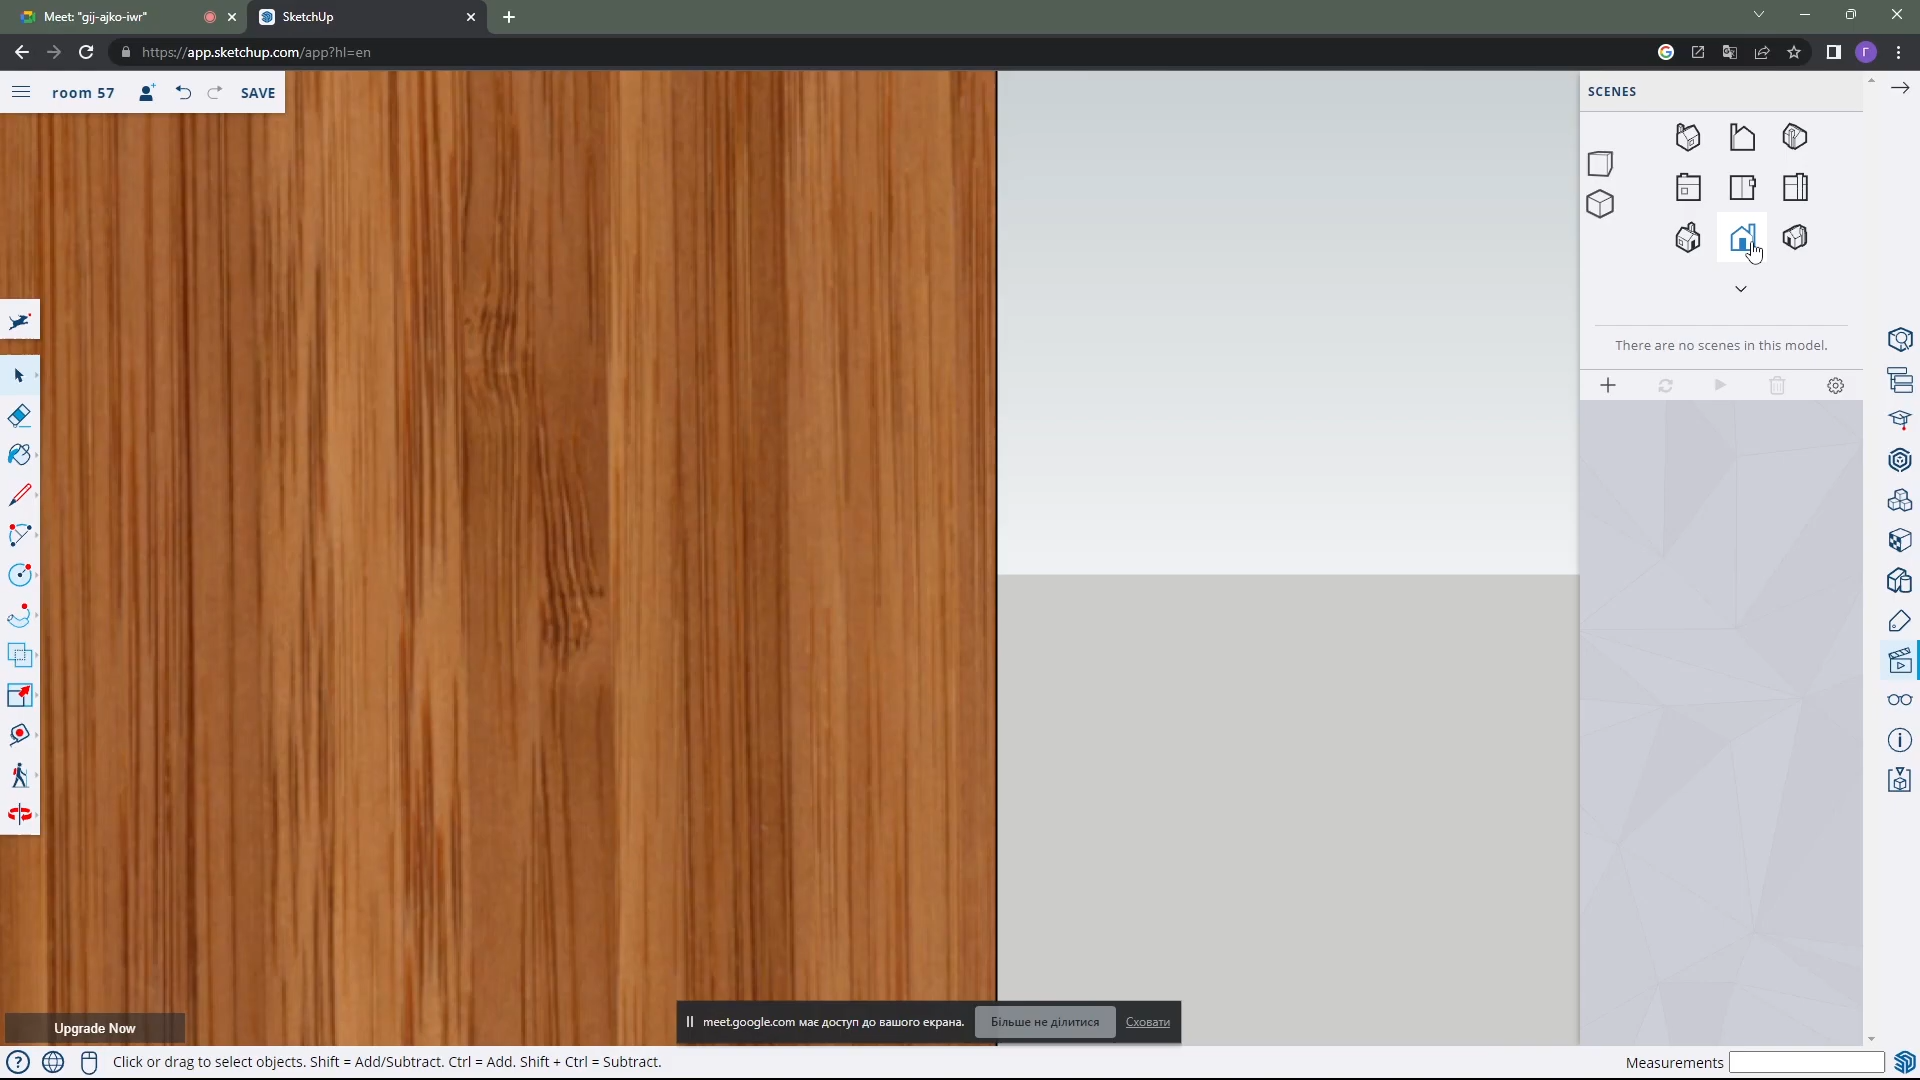 Meet: "gij-ajko-iwr"
SketchUp
https://app.sketchup.com/app?hl=en
Г
room 57
SAVE
SCENES
There are no scenes in this model.
Upgrade Now
meet.google.com має доступ до вашого екрана.
Більше не ділитися
Сховати
Click or drag to select objects. Shift = Add/Subtract. Ctrl = Add. Shift + Ctrl = Subtract.
Measurements